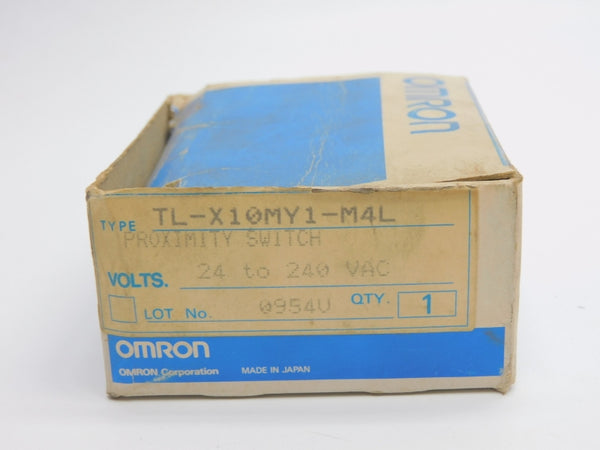 OMRON
TYPE TL-X10MY1-M4L
PROXIMITY SWITCH
VOLTS. 24 to 240 VAC
LOT No. 0954U QTY. 1
OMRON
OMRON Corporation MADE IN JAPAN